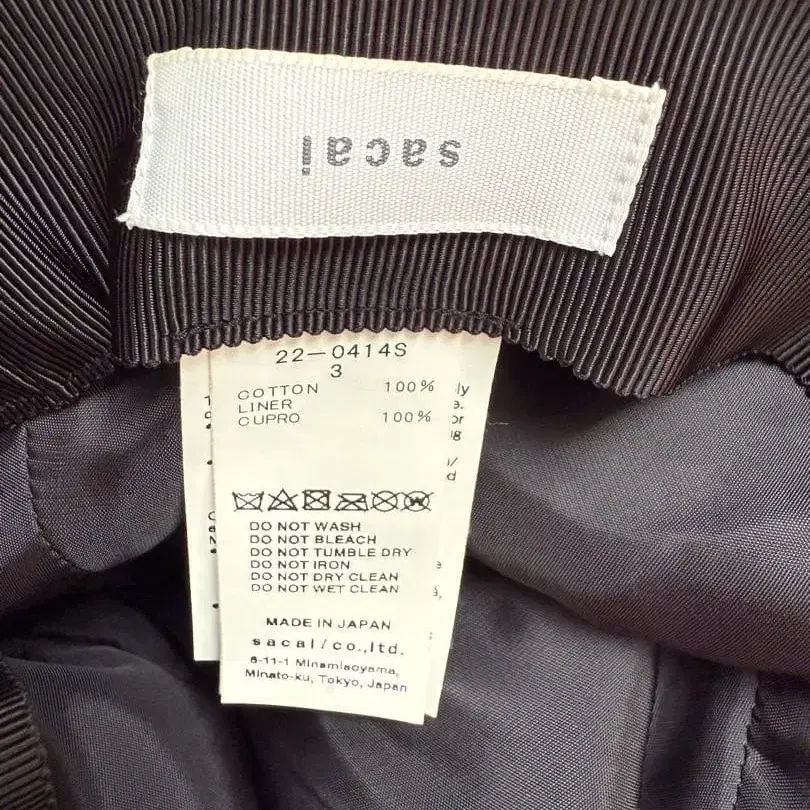 sacai
22-0414S
3
COTTON 100%
LINER
CUPRO 100%
DO NOT WASH
DO NOT BLEACH
DO NOT TUMBLE DRY
DO NOT IRON
DO NOT DRY CLEAN
DO NOT WET CLEAN
MADE IN JAPAN
sacai/co.,ltd.
6-11-1 Minamiaoyama,
Minato-ku, Tokyo, Japan